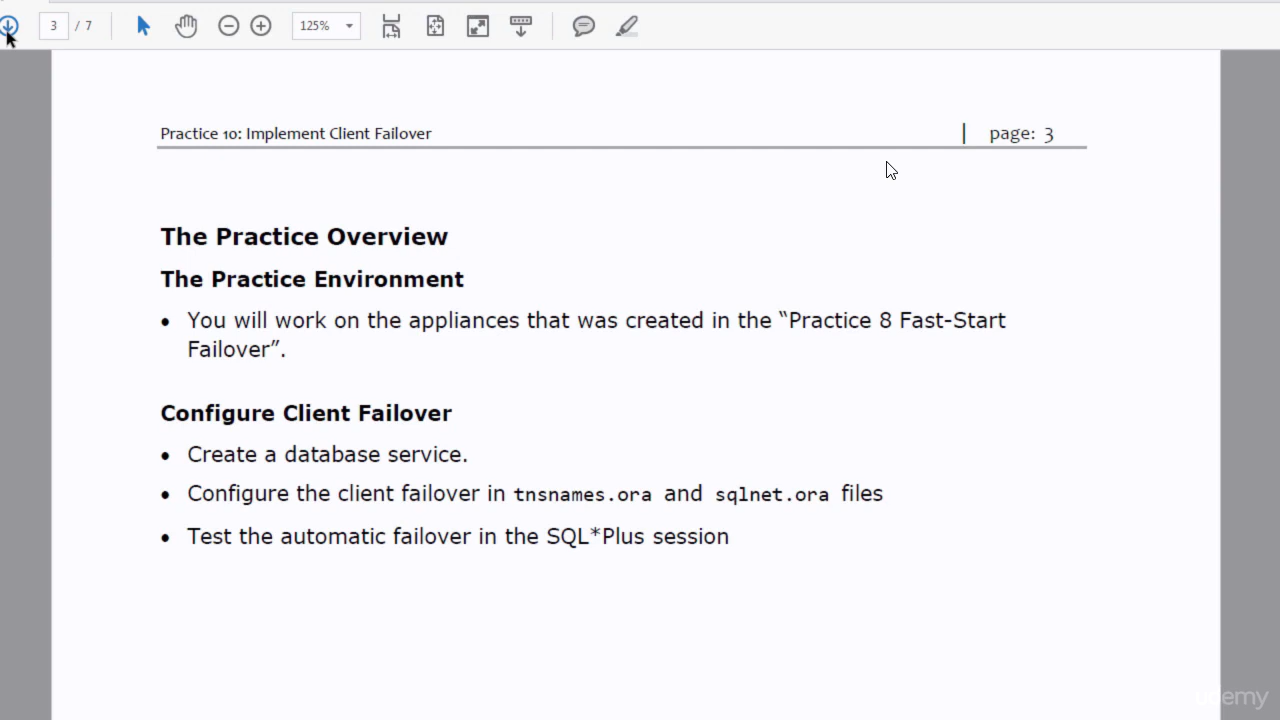 3 / 7
125%
Practice 10: Implement Client Failover | page: 3
The Practice Overview
The Practice Environment
• You will work on the appliances that was created in the “Practice 8 Fast-Start
Failover”.
Configure Client Failover
• Create a database service.
• Configure the client failover in tnsnames.ora and sqlnet.ora files
• Test the automatic failover in the SQL*Plus session
udemy